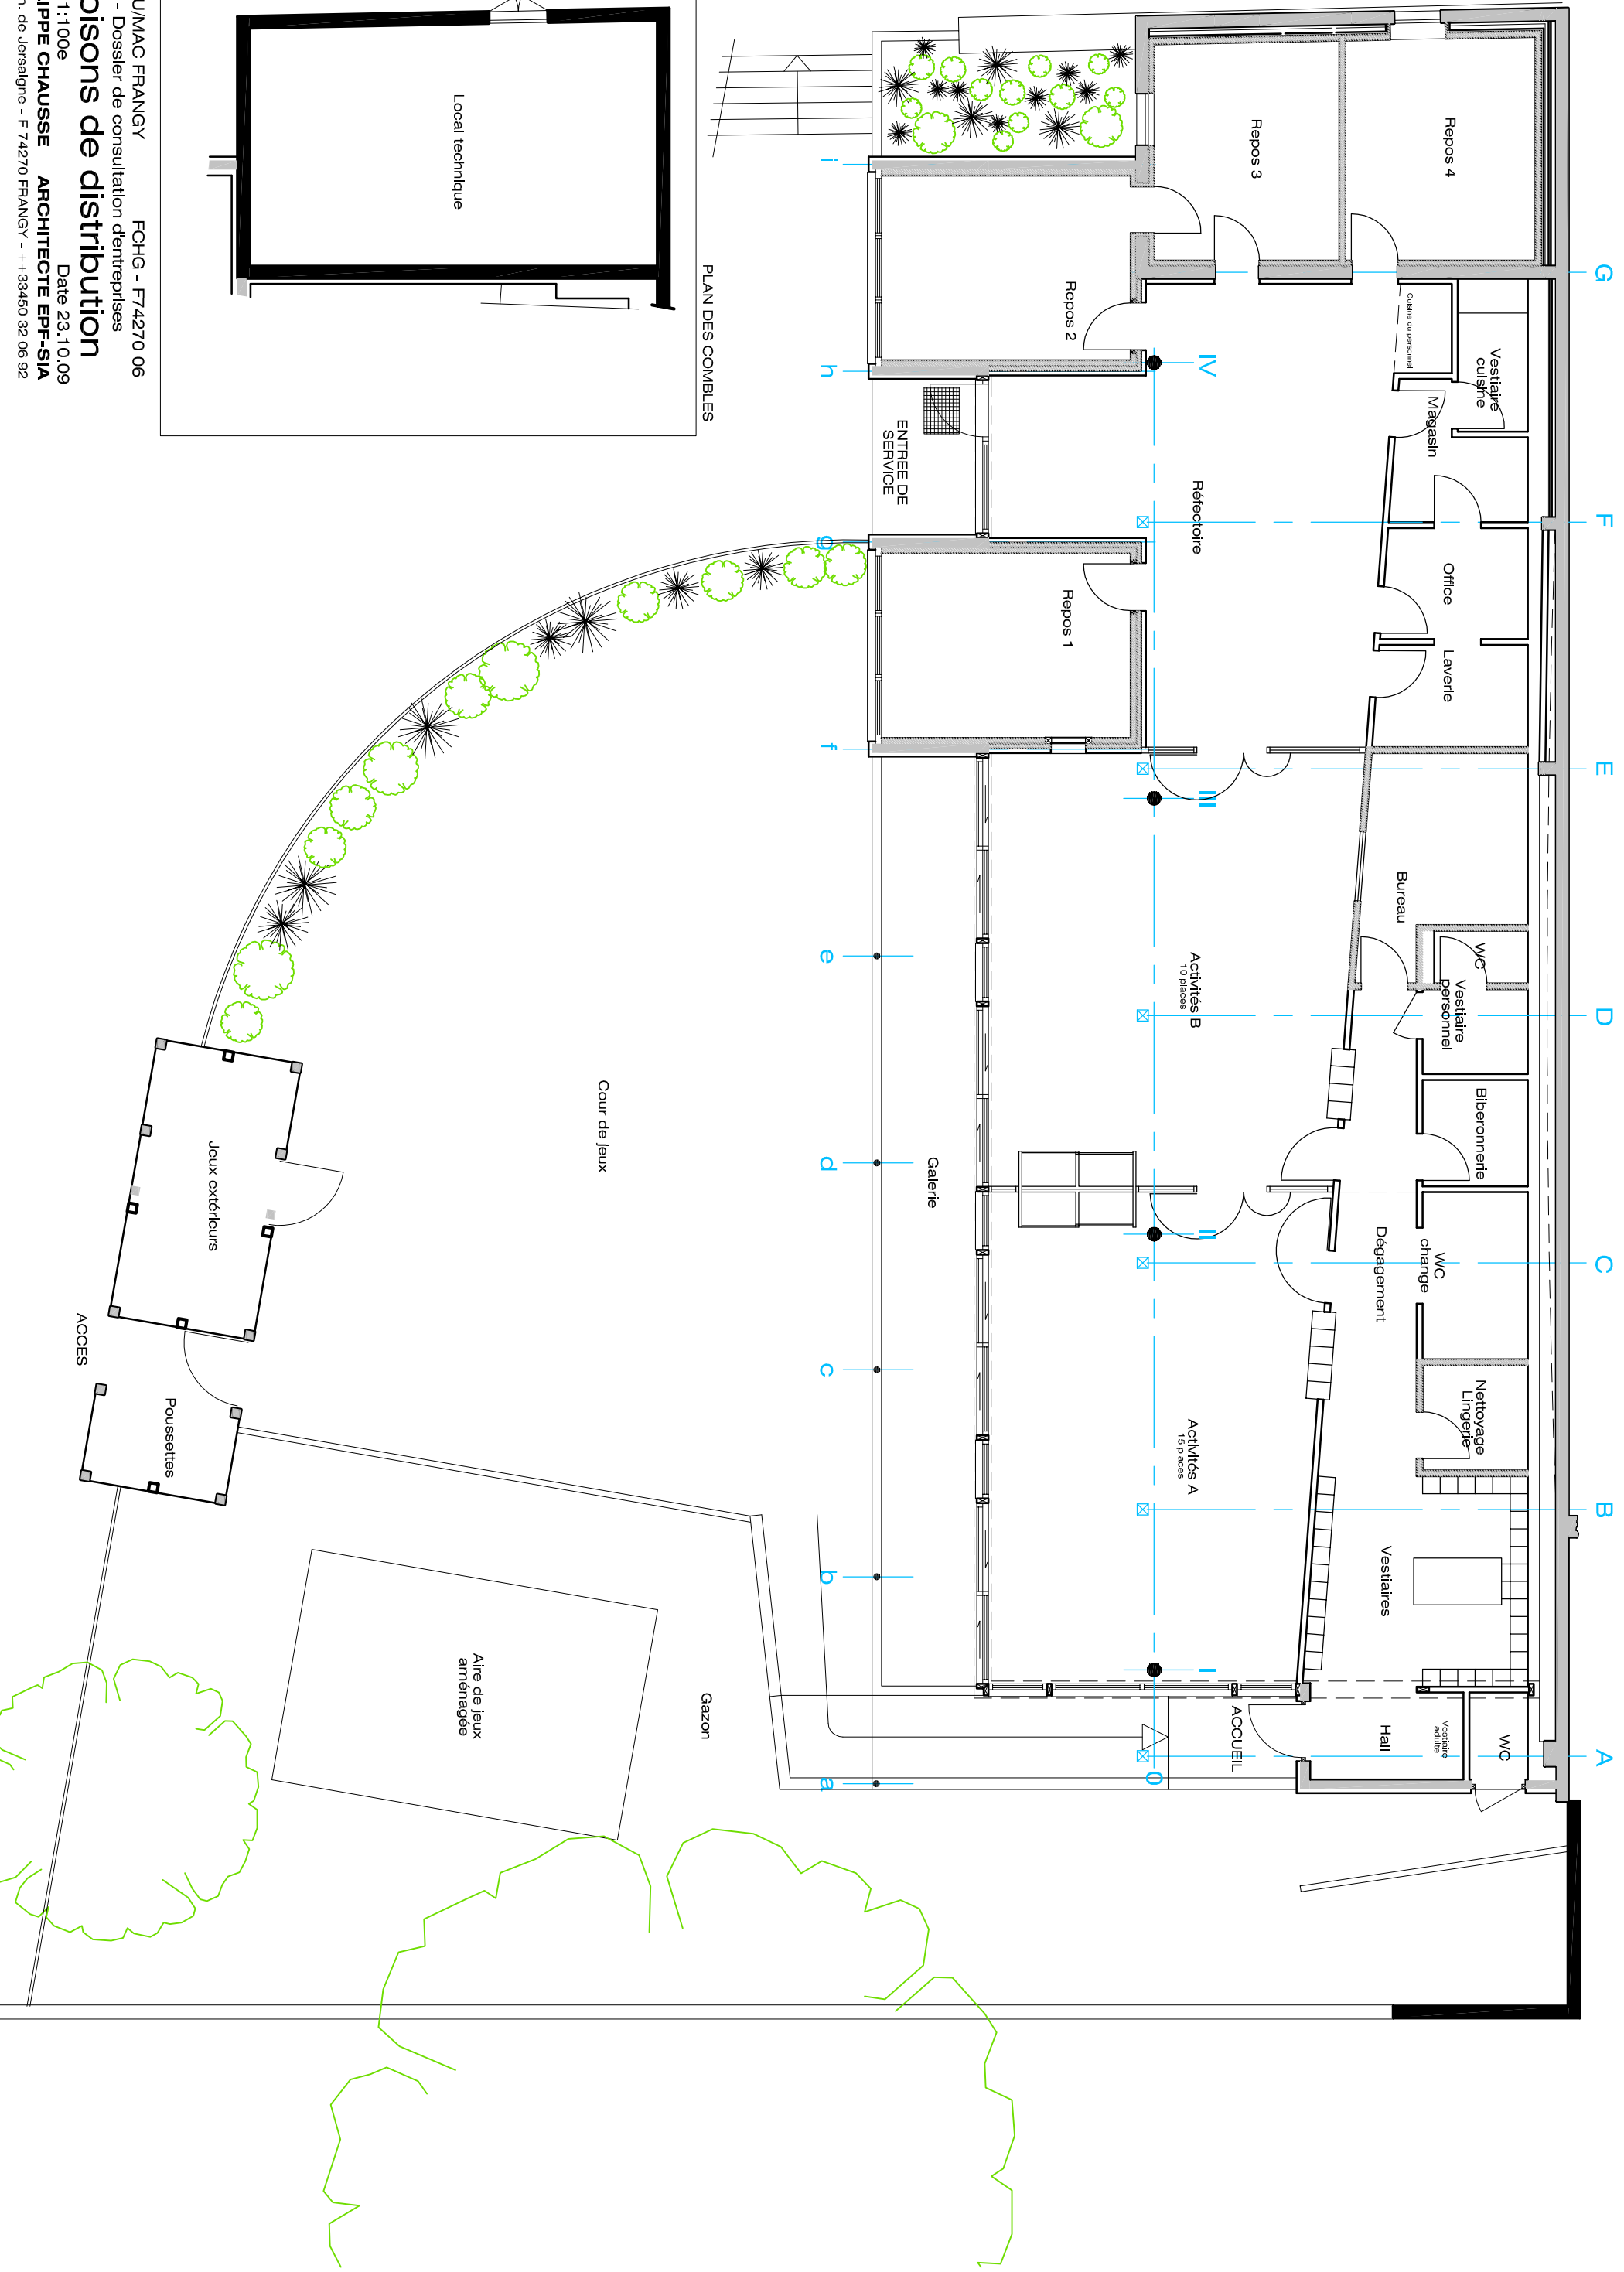 G
F
E
D
C
B
A
Repos 4
Cuisine du personnel
Vestiaire
cuisine
Magasin
Office
Laverie
Bureau
WC
Vestiaire
personnel
Biberonnerie
WC
change
Dégagement
Nettoyage
Lingerie
Vestiaires
Hall
Vestiaire
adulte
WC
Repos 3
IV
III
II
I
Réfectoire
Activités B
10 places
Activités A
15 places
ACCUEIL
0
Repos 2
Repos 1
ENTREE DE
SERVICE
Galerie
i
h
g
f
e
d
c
b
a
PLAN DES COMBLES
Local technique
Cour de jeux
Gazon
Aire de jeux
aménagée
Jeux extérieurs
Poussettes
ACCES
U/MAC FRANGY FCHG - F74270 06
- Dossier de consultation d'entreprises
oisons de distribution
1:100e Date 23.10.09
IPPE CHAUSSE ARCHITECTE EPF-SIA
n. de Jersaigne - F 74270 FRANGY - ++33450 32 06 92